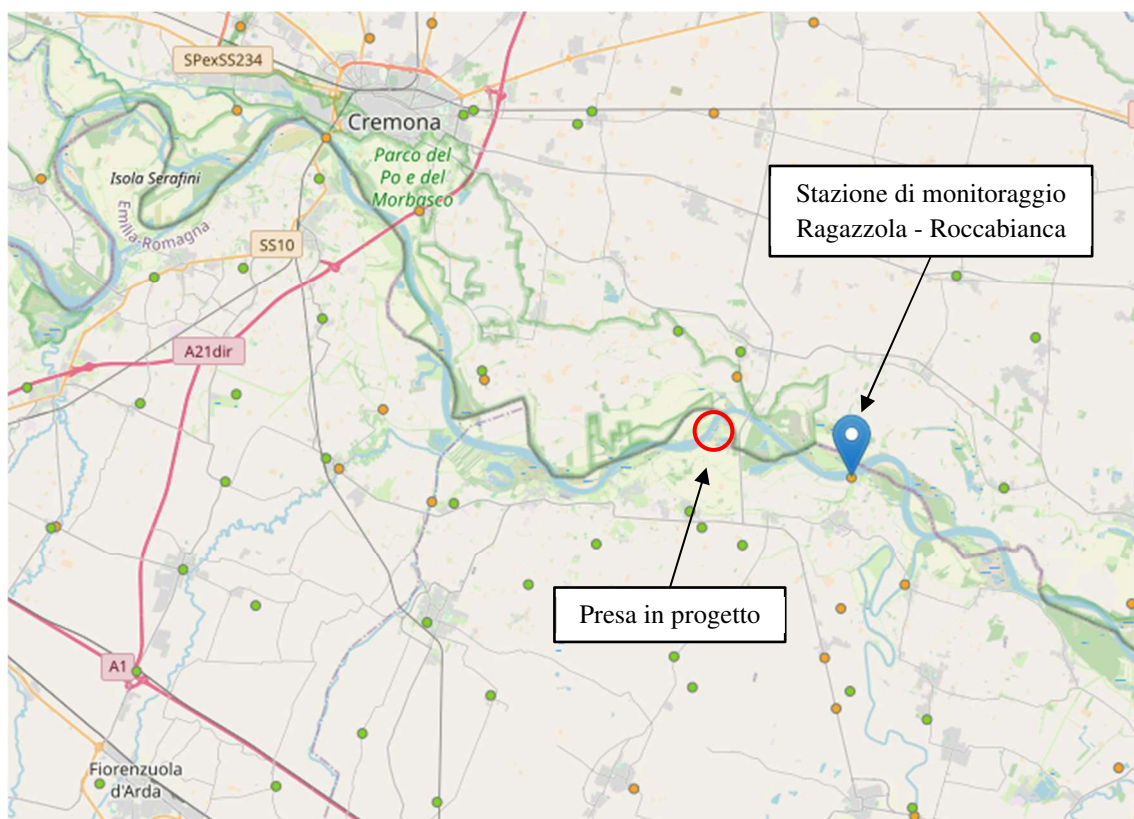 SPexSS234
Cremona
Parco del
Po e del
Morbasco
Isola Serafini
Emilia-Romagna
SS10
Stazione di monitoraggio
Ragazzola - Roccabianca
A21dir
Presa in progetto
A1
Fiorenzuola
d'Arda